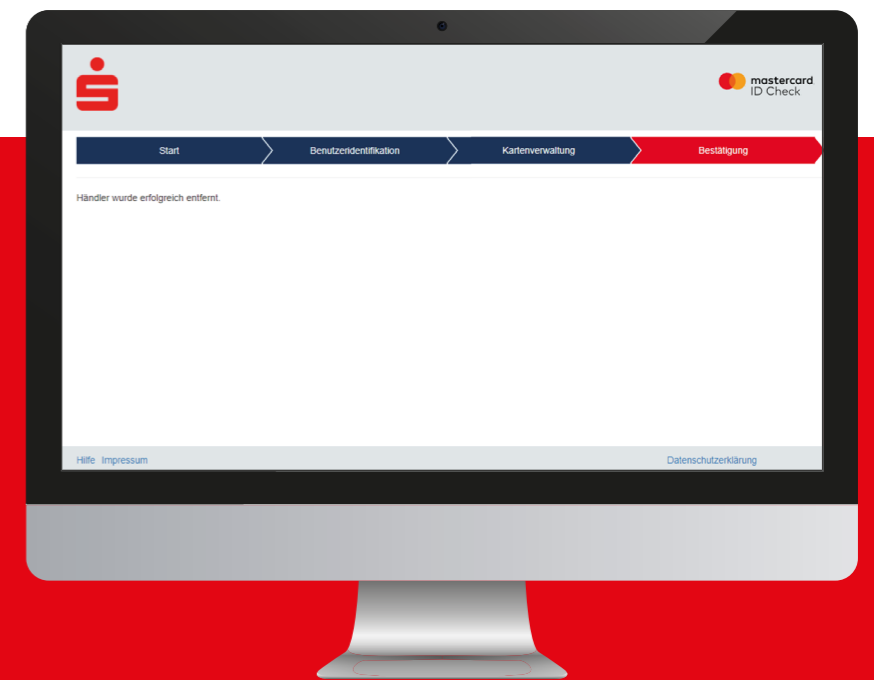 mastercard
ID Check
Start
Benutzeridentifikation
Kartenverwaltung
Bestätigung
Händler wurde erfolgreich entfernt.
Hilfe Impressum
Datenschutzerklärung